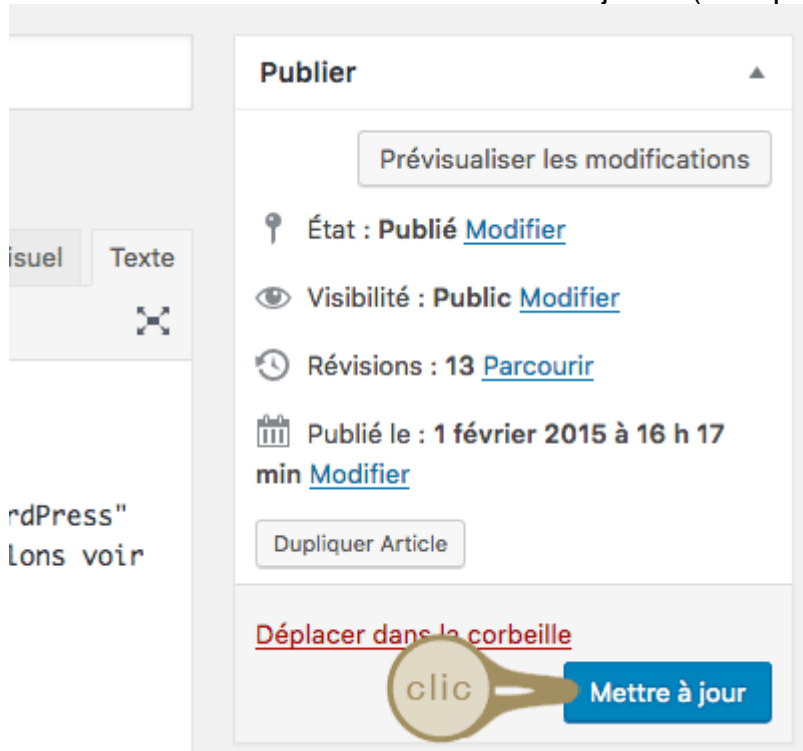 Publier
Prévisualiser les modifications
État : Publié Modifier
isuel Texte
Visibilité : Public Modifier
Révisions : 13 Parcourir
Publié le : 1 février 2015 à 16 h 17
min Modifier
rdPress"
lons voir
Dupliquer Article
Déplacer dans la corbeille
clic
Mettre à jour